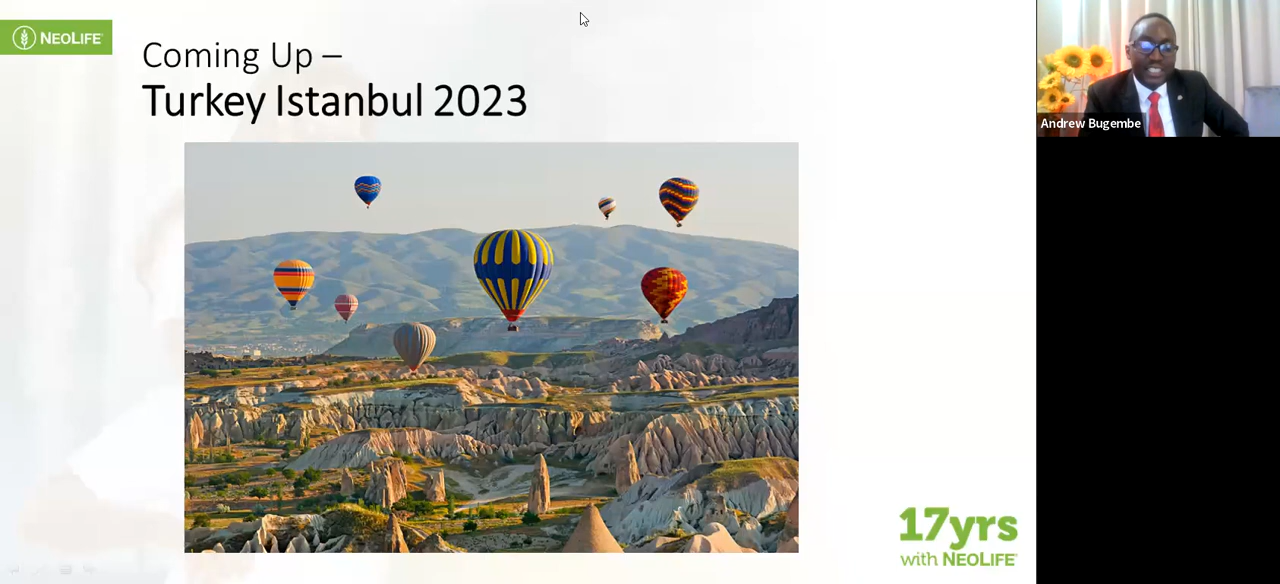 NEOLIFE
Coming Up –
Turkey Istanbul 2023
Andrew Bugembe
17yrs
with NEOLIFE